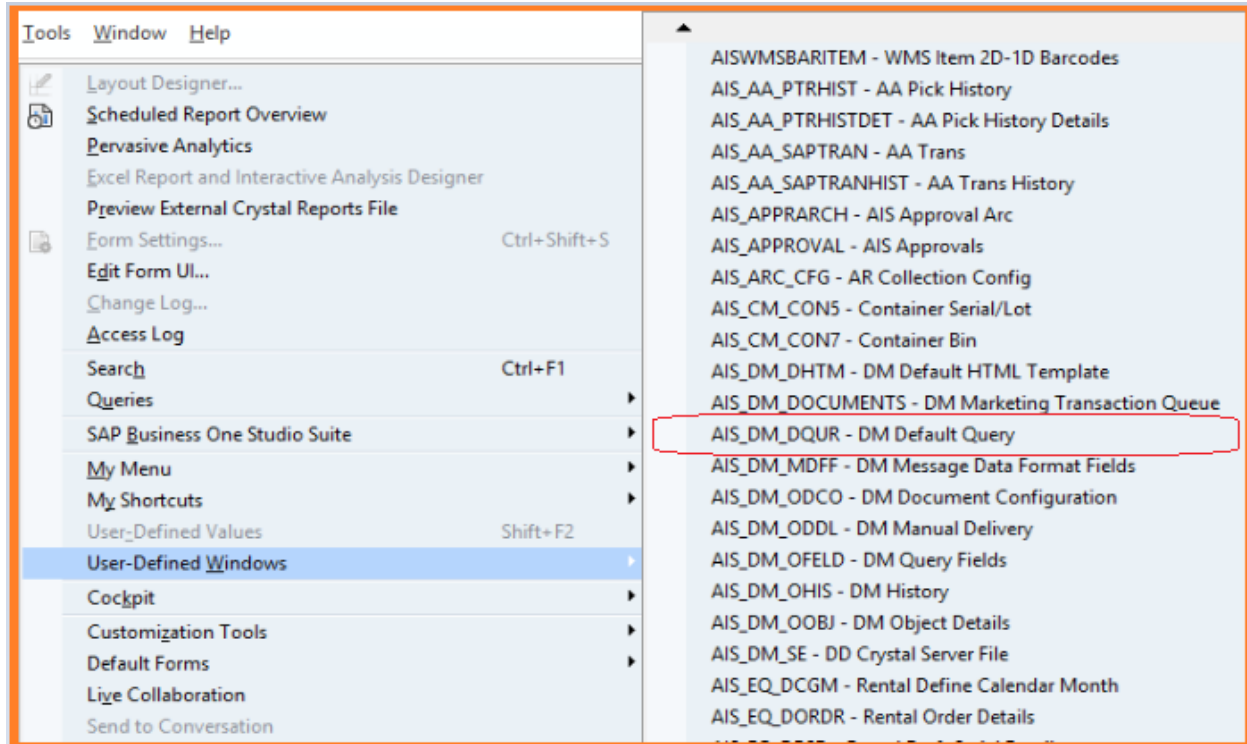 Tools Window Help
Layout Designer...
Scheduled Report Overview
Pervasive Analytics
Excel Report and Interactive Analysis Designer
Preview External Crystal Reports File
Form Settings... Ctrl+Shift+S
Edit Form UI...
Change Log...
Access Log
Search Ctrl+F1
Queries
SAP Business One Studio Suite
My Menu
My Shortcuts
User-Defined Values Shift+F2
User-Defined Windows
Cockpit
Customization Tools
Default Forms
Live Collaboration
Send to Conversation
AISWMSBARITEM - WMS Item 2D-1D Barcodes
AIS_AA_PTRHIST - AA Pick History
AIS_AA_PTRHISTDET - AA Pick History Details
AIS_AA_SAPTRAN - AA Trans
AIS_AA_SAPTRANHIST - AA Trans History
AIS_APPRARCH - AIS Approval Arc
AIS_APPROVAL - AIS Approvals
AIS_ARC_CFG - AR Collection Config
AIS_CM_CON5 - Container Serial/Lot
AIS_CM_CON7 - Container Bin
AIS_DM_DHTM - DM Default HTML Template
AIS_DM_DOCUMENTS - DM Marketing Transaction Queue
AIS_DM_DQUR - DM Default Query
AIS_DM_MDFF - DM Message Data Format Fields
AIS_DM_ODCO - DM Document Configuration
AIS_DM_ODDL - DM Manual Delivery
AIS_DM_OFELD - DM Query Fields
AIS_DM_OHIS - DM History
AIS_DM_OOBJ - DM Object Details
AIS_DM_SE - DD Crystal Server File
AIS_EQ_DCGM - Rental Define Calendar Month
AIS_EQ_DORDR - Rental Order Details